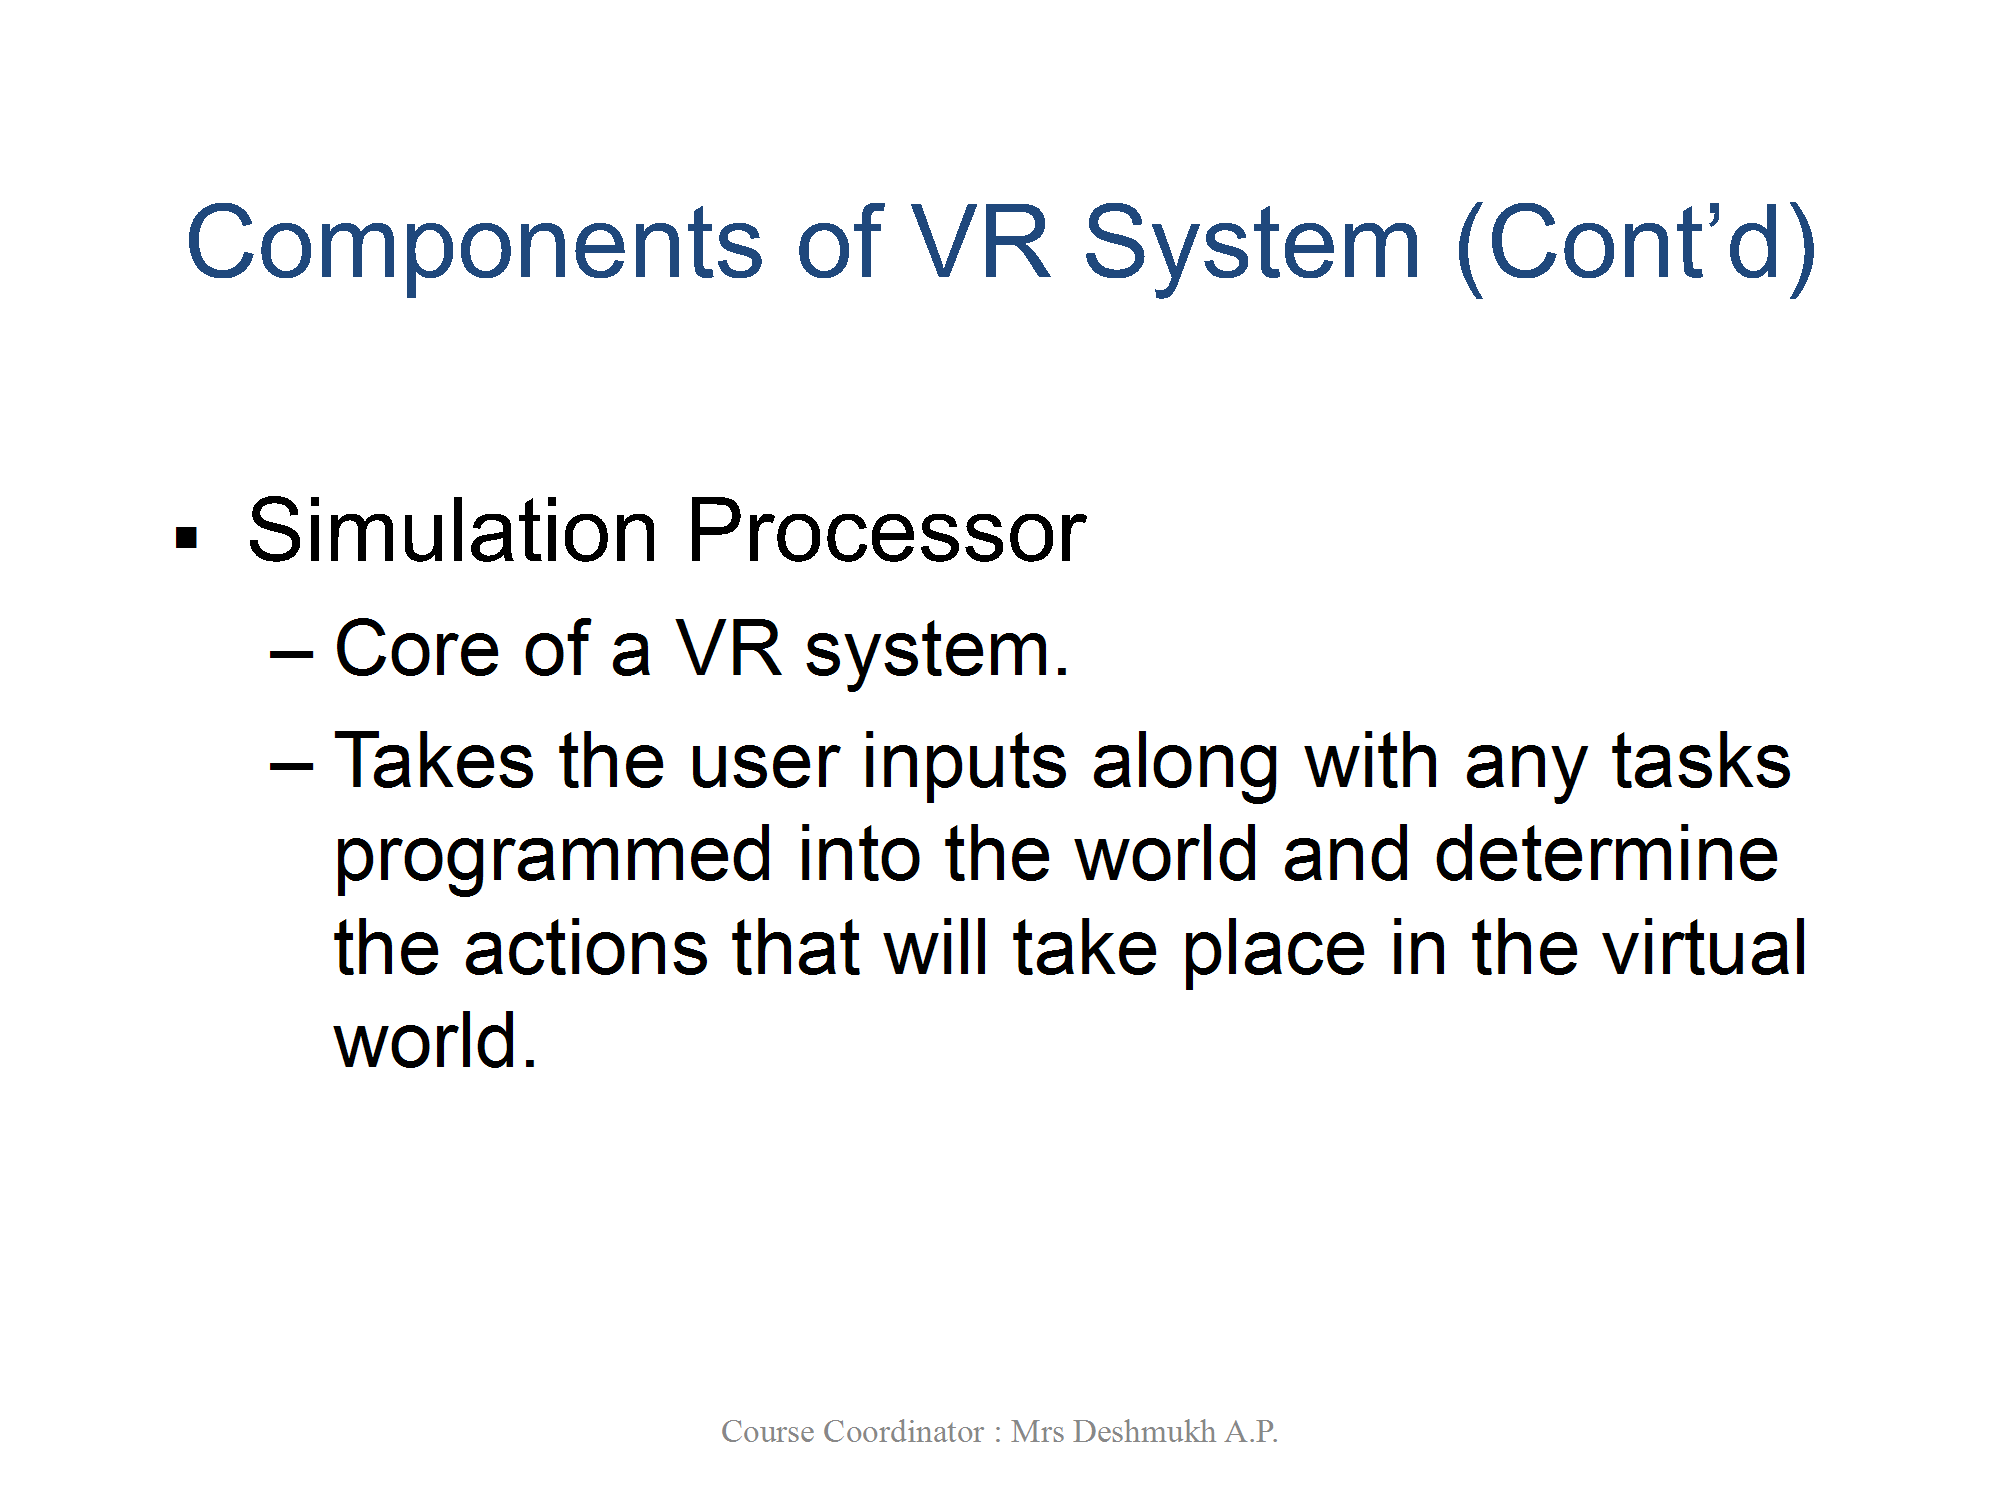 Components of VR System (Cont’d)
▪ Simulation Processor
– Core of a VR system.
– Takes the user inputs along with any tasks
programmed into the world and determine
the actions that will take place in the virtual
world.
Course Coordinator : Mrs Deshmukh A.P.